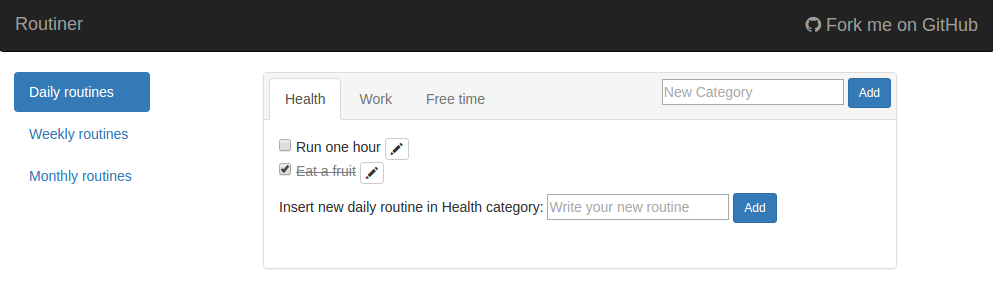 Routiner
Fork me on GitHub
Daily routines
Weekly routines
Monthly routines
Health
Work
Free time
New Category
Add
Run one hour
Eat a fruit
Insert new daily routine in Health category: Write your new routine Add